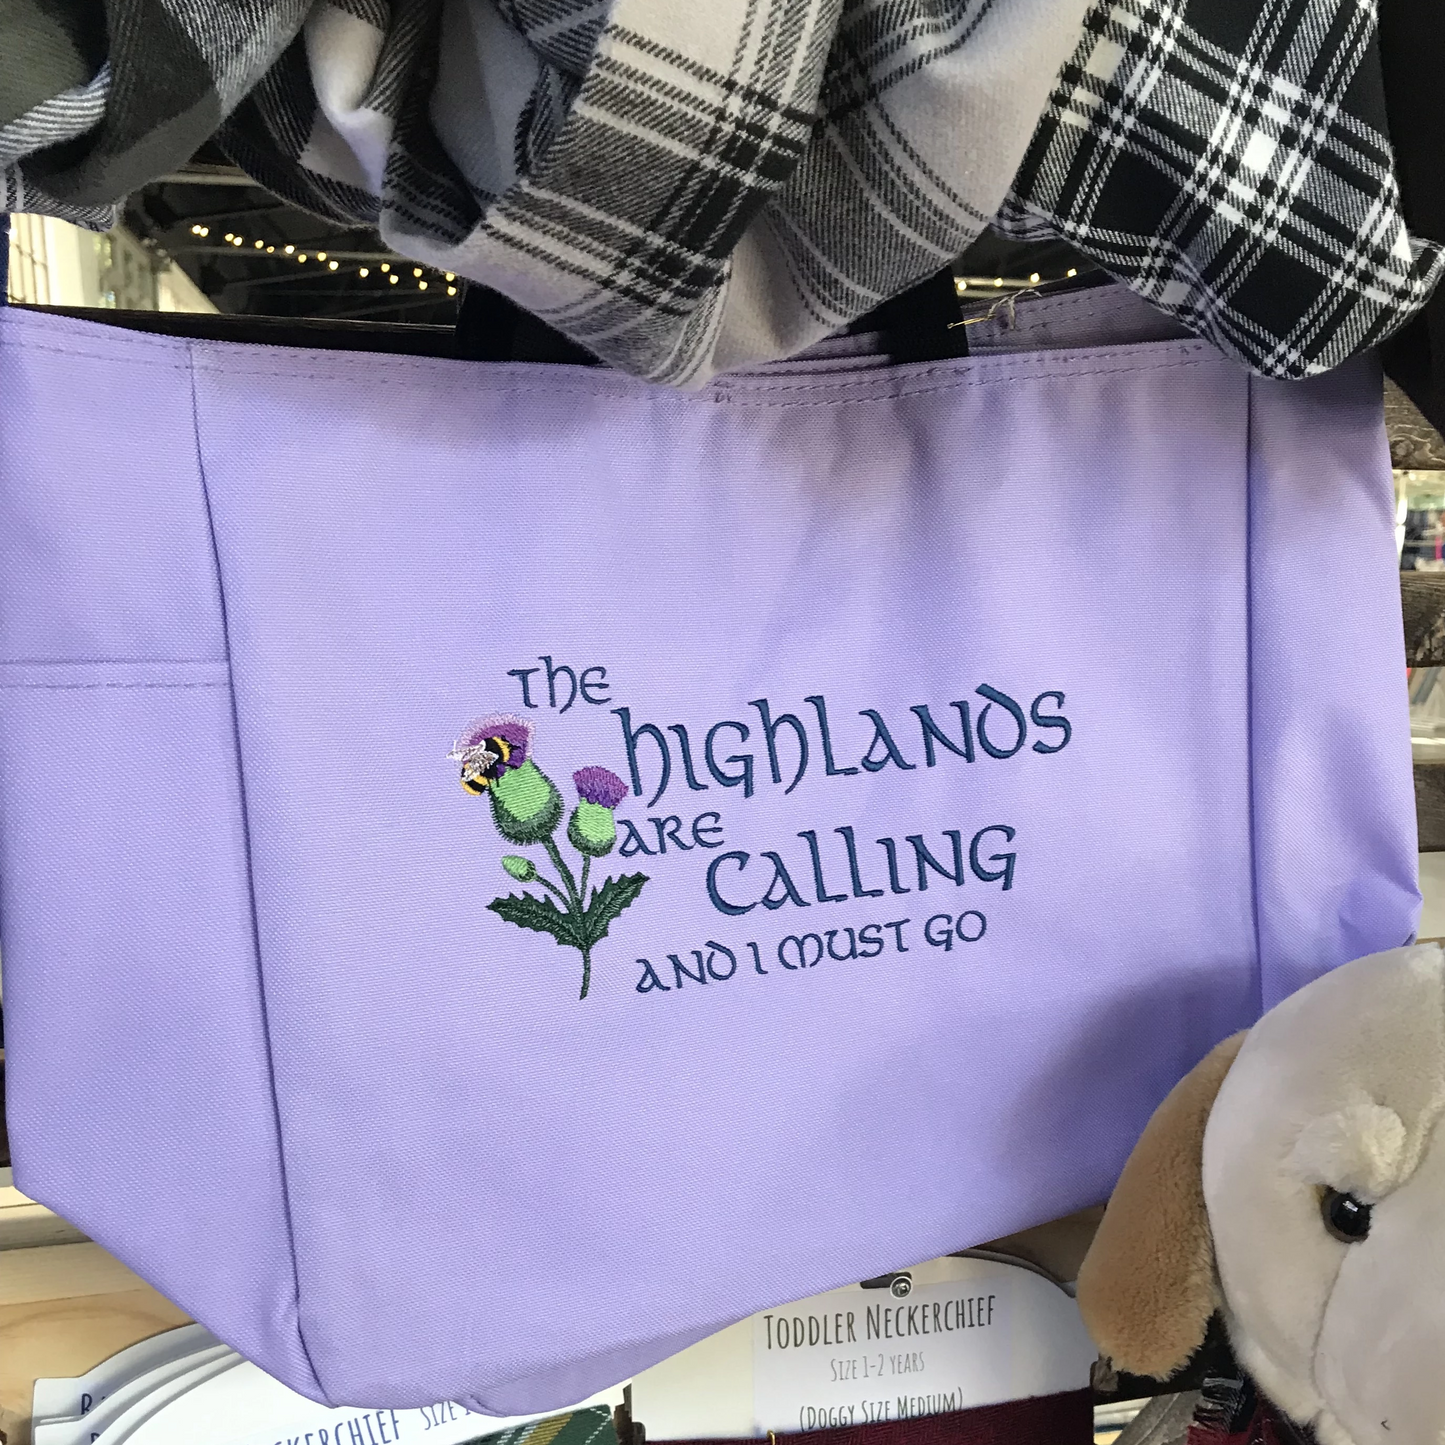 The
highlands
are
calling
and I must go
TODDLER NECKERCHIEF
SIZE 1-2 YEARS
(DOGGY SIZE MEDIUM)